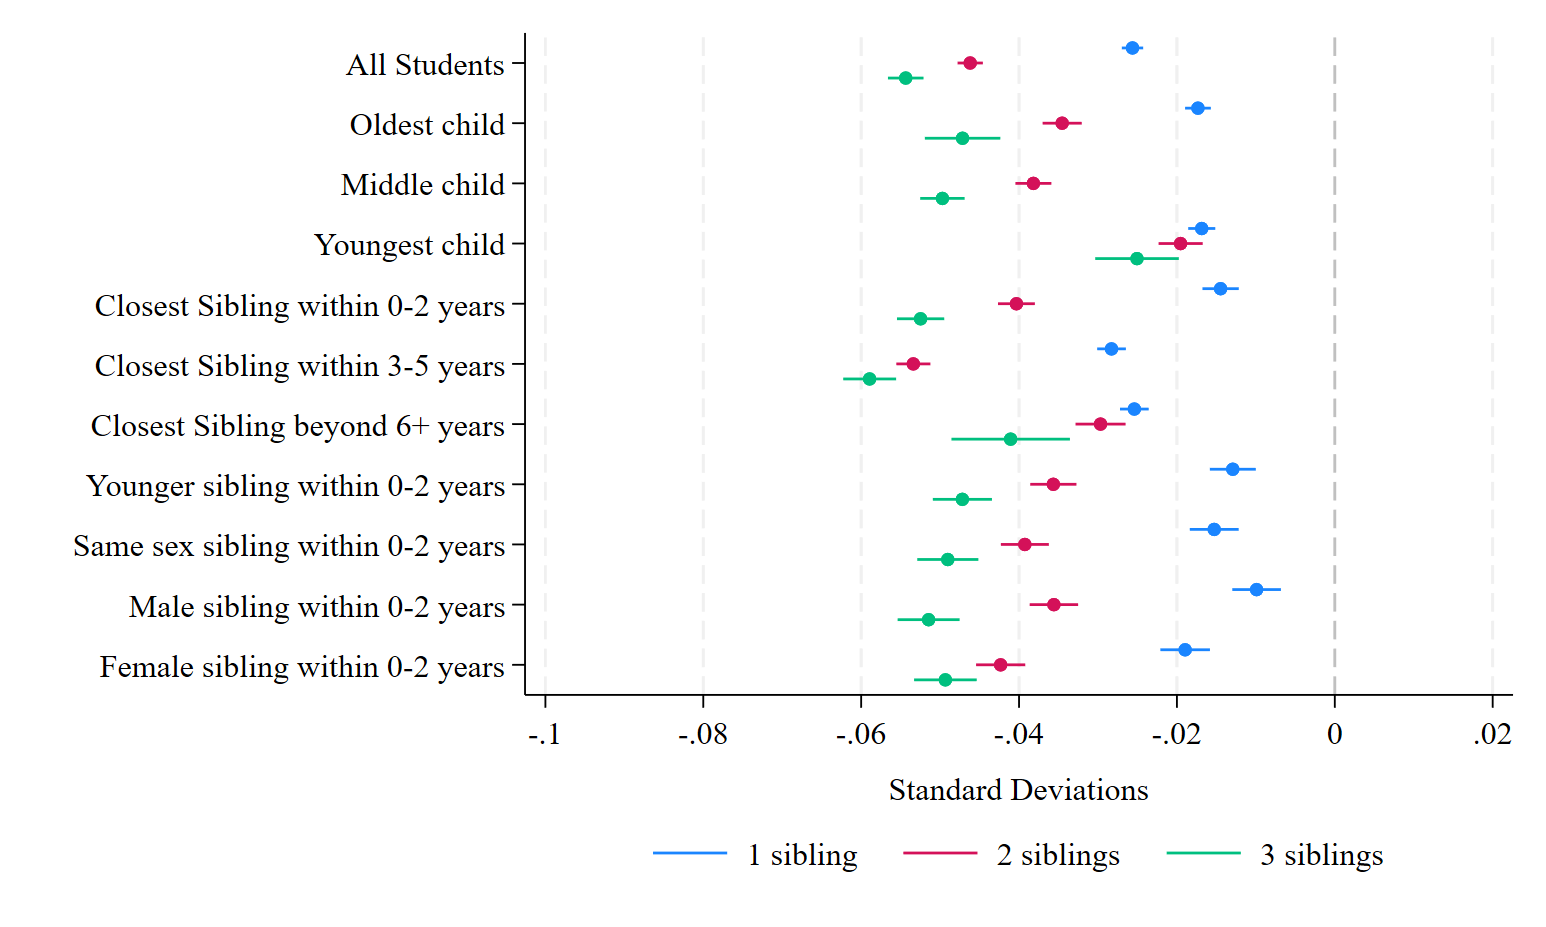 All Students
Oldest child
Middle child
Youngest child
Closest Sibling within 0-2 years
Closest Sibling within 3-5 years
Closest Sibling beyond 6+ years
Younger sibling within 0-2 years
Same sex sibling within 0-2 years
Male sibling within 0-2 years
Female sibling within 0-2 years
-.1 -.08 -.06 -.04 -.02 0 .02
Standard Deviations
1 sibling 2 siblings 3 siblings